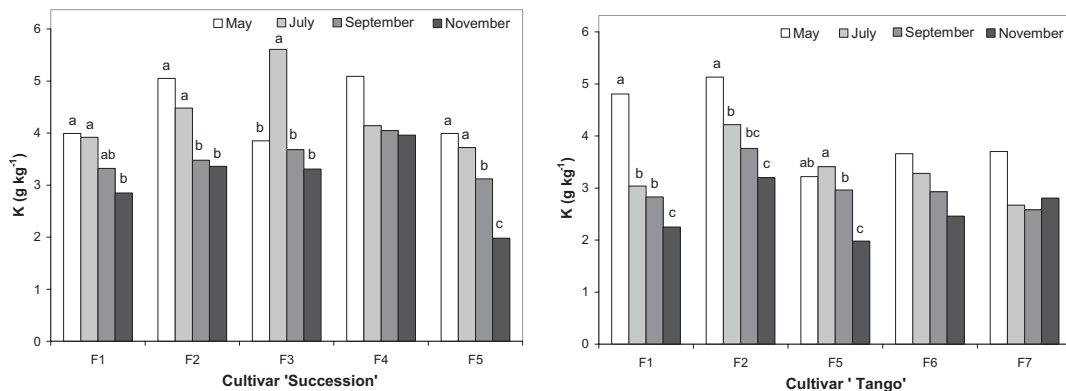 May July September November
6
5
4
3
2
1
0
K (g kg-1)
a a ab b
a a b b
b a b b
a a b c
F1 F2 F3 F4 F5
Cultivar 'Succession'
May July September November
6
5
4
3
2
1
0
K (g kg-1)
a b b b
a b bc c
ab a b c
F1 F2 F5 F6 F7
Cultivar ' Tango'